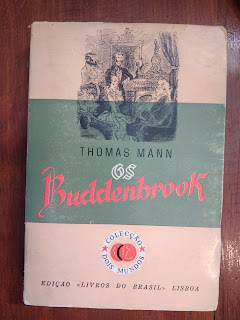 THOMAS MANN
OS
Buddenbrook
COLECÇÃO
DOIS MUNDOS
EDIÇÃO «LIVROS DO BRASIL» LISBOA